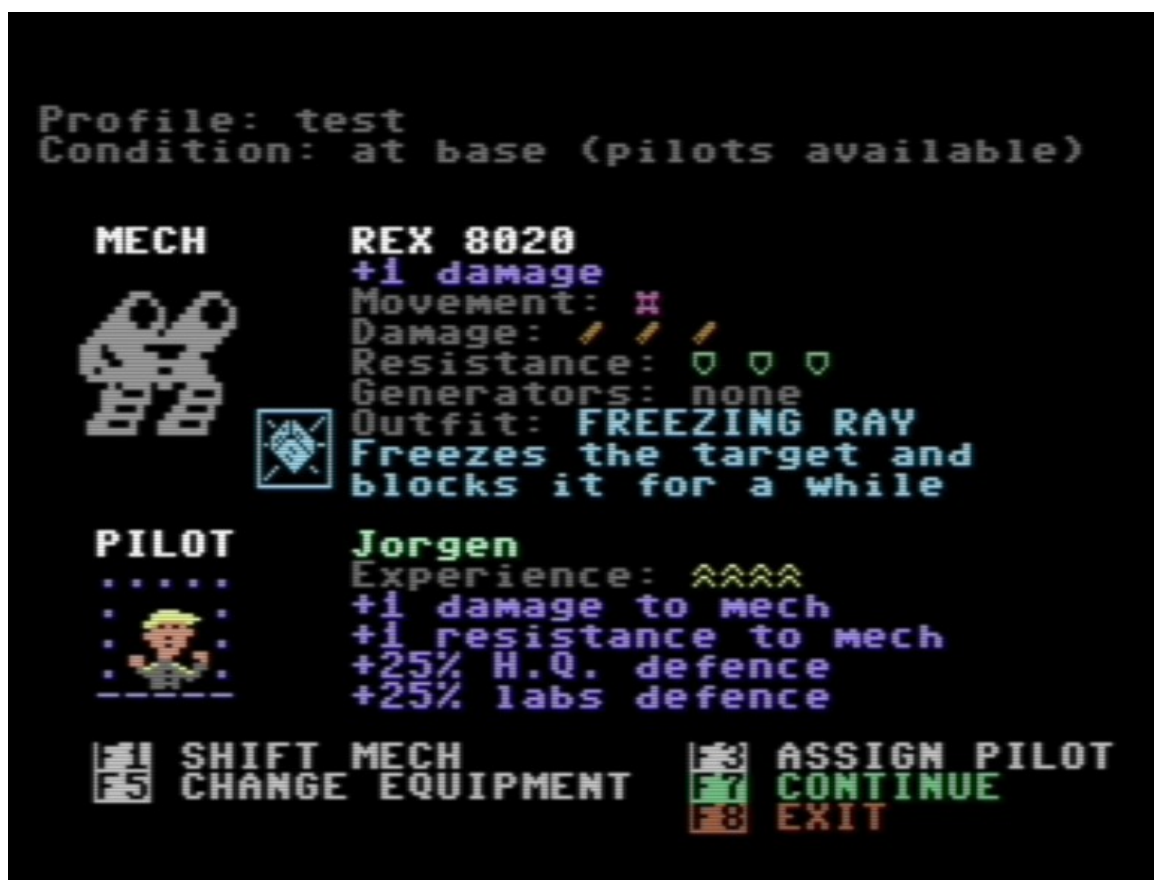 Profile: test
Condition: at base (pilots available)
MECH
REX 8020
+1 damage
Movement:
Damage:
Resistance:
Generators: none
Outfit: FREEZING RAY
Freezes the target and
blocks it for a while
PILOT
Jorgen
Experience:
+1 damage to mech
+1 resistance to mech
+25% H.Q. defence
+25% labs defence
F1 SHIFT MECH
F3 ASSIGN PILOT
F5 CHANGE EQUIPMENT
F7 CONTINUE
F8 EXIT